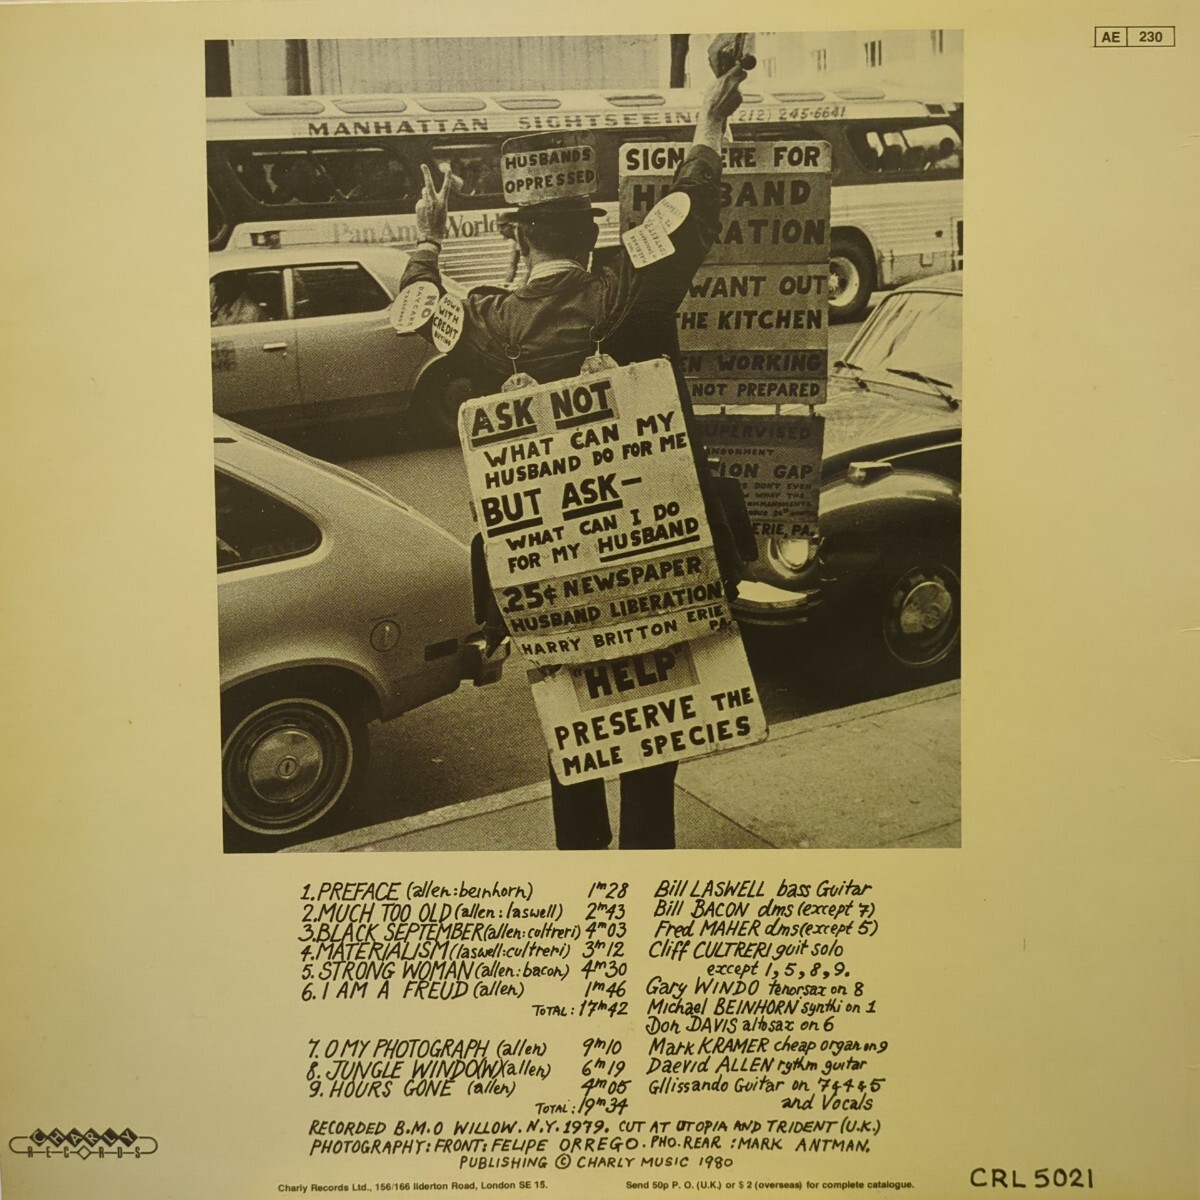 AE 230
MANHATTAN SIGHTSEEING (212) 245-6641
Pan Am World
HUSBANDS
OPPRESSED
SIGN HERE FOR
HUSBAND
RATION
WANT OUT
THE KITCHEN
EN WORKING
NOT PREPARED
SUPERVISED
ION GAP
ERIE, PA.
NO
DOWN
WITH
CREDIT
BUYING
ASK NOT
WHAT CAN MY
HUSBAND DO FOR ME
BUT ASK—
WHAT CAN I DO
FOR MY HUSBAND
.25¢ NEWSPAPER
HUSBAND LIBERATION
HARRY BRITTON ERIE PA.
"HELP"
PRESERVE THE
MALE SPECIES
1. PREFACE (allen:beinhorn) 1m28
2. MUCH TOO OLD (allen:laswell) 2m43
3. BLACK SEPTEMBER (allen:cultreri) 4m03
4. MATERIALISM (laswell:cultreri) 3m12
5. STRONG WOMAN (allen:bacon) 4m30
6. I AM A FREUD (allen) 1m46
TOTAL: 17m42
7. O MY PHOTOGRAPH (allen) 9m10
8. JUNGLE WINDO(W) (allen) 6m19
9. HOURS GONE (allen) 4m05
TOTAL: 19m34
Bill LASWELL bass Guitar
Bill BACON dms (except 7)
Fred MAHER dms (except 5)
Cliff CULTRERI guit solo
except 1, 5, 8, 9.
Gary WINDO tenorsax on 8
Michael BEINHORN synthi on 1
Don DAVIS altosax on 6
Mark KRAMER cheap organ on 9
Daevid ALLEN rythm guitar
Gllissando Guitar on 7 & 4 & 5
and Vocals
RECORDED B.M.O WILLOW. N.Y. 1979. CUT AT UTOPIA AND TRIDENT (U.K.)
PHOTOGRAPHY: FRONT: FELIPE ORREGO. PHO. REAR : MARK ANTMAN.
PUBLISHING © CHARLY MUSIC 1980
CHARLY
RECORDS
Charly Records Ltd., 156/166 Ilderton Road, London SE 15. Send 50p P. O. (U.K.) or $ 2 (overseas) for complete catalogue.
CRL 5021